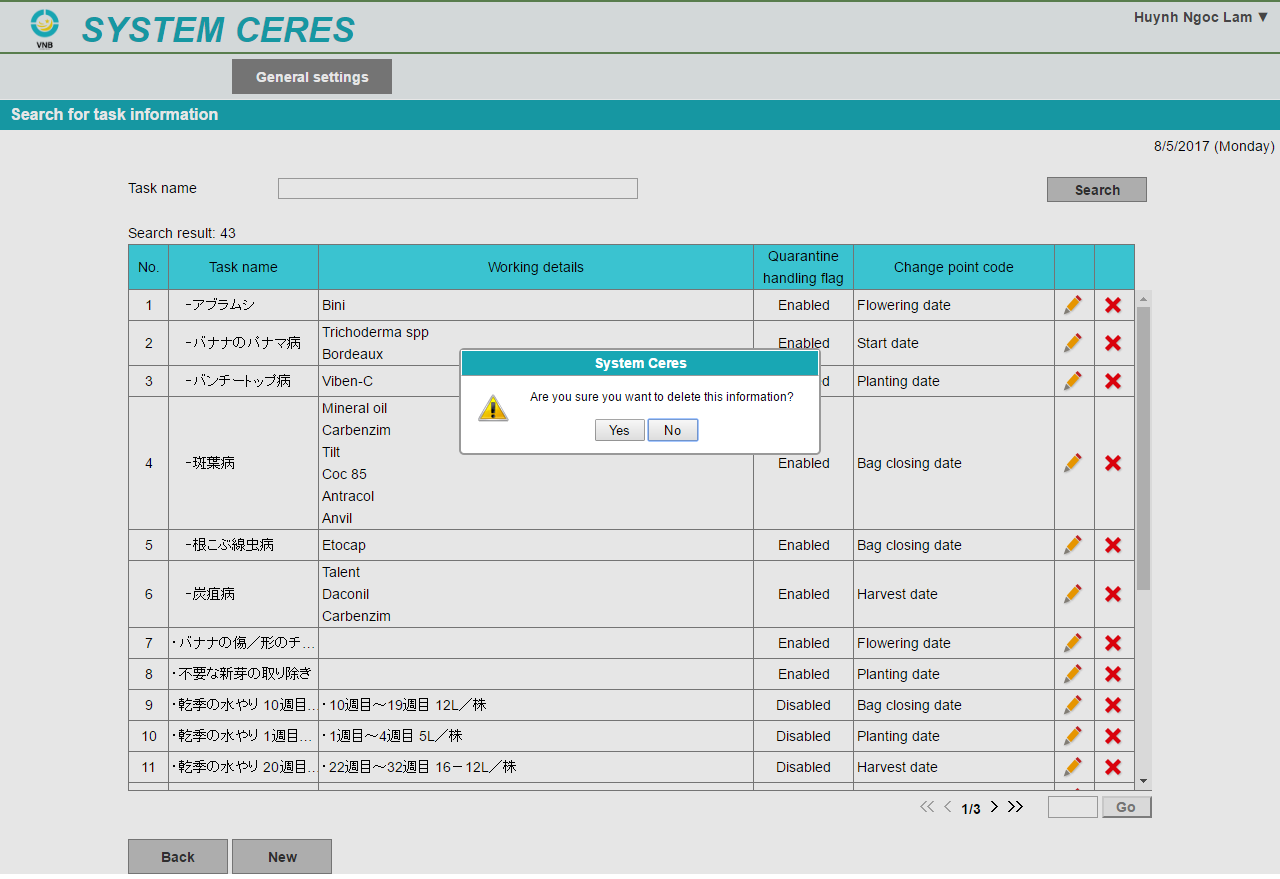 VNB
SYSTEM CERES
Huynh Ngoc Lam ▼
General settings
Search for task information
8/5/2017 (Monday)
Task name
Search
Search result: 43
No. Task name Working details Quarantine handling flag Change point code
1 -アブラムシ Bini Enabled Flowering date
2 -バナナのパナマ病 Trichoderma spp Enabled Start date
Bordeaux
3 -バンチートップ病 Viben-C d Planting date
System Ceres
Are you sure you want to delete this information?
Yes No
4 -斑葉病 Mineral oil Enabled Bag closing date
Carbenzim
Tilt
Coc 85
Antracol
Anvil
5 -根こぶ線虫病 Etocap Enabled Bag closing date
6 -炭疽病 Talent Enabled Harvest date
Daconil
Carbenzim
7 ・バナナの傷／形のチ... Enabled Flowering date
8 ・不要な新芽の取り除き Enabled Planting date
9 ・乾季の水やり 10週目... ・10週目～19週目 12L／株 Disabled Bag closing date
10 ・乾季の水やり 1週目... ・1週目～4週目 5L／株 Disabled Planting date
11 ・乾季の水やり 20週目... ・22週目～32週目 16－12L／株 Disabled Harvest date
1/3
Go
Back
New